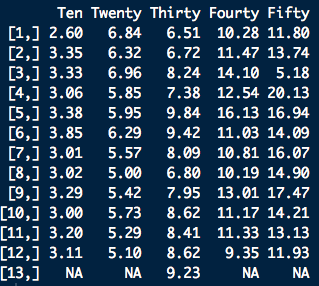 Ten Twenty Thirty Fourty Fifty
[1,] 2.60 6.84 6.51 10.28 11.80
[2,] 3.35 6.32 6.72 11.47 13.74
[3,] 3.33 6.96 8.24 14.10 5.18
[4,] 3.06 5.85 7.38 12.54 20.13
[5,] 3.38 5.95 9.84 16.13 16.94
[6,] 3.85 6.29 9.42 11.03 14.09
[7,] 3.01 5.57 8.09 10.81 16.07
[8,] 3.02 5.00 6.80 10.19 14.90
[9,] 3.29 5.42 7.95 13.01 17.47
[10,] 3.00 5.73 8.62 11.17 14.21
[11,] 3.20 5.29 8.41 11.33 13.13
[12,] 3.11 5.10 8.62 9.35 11.93
[13,] NA NA 9.23 NA NA